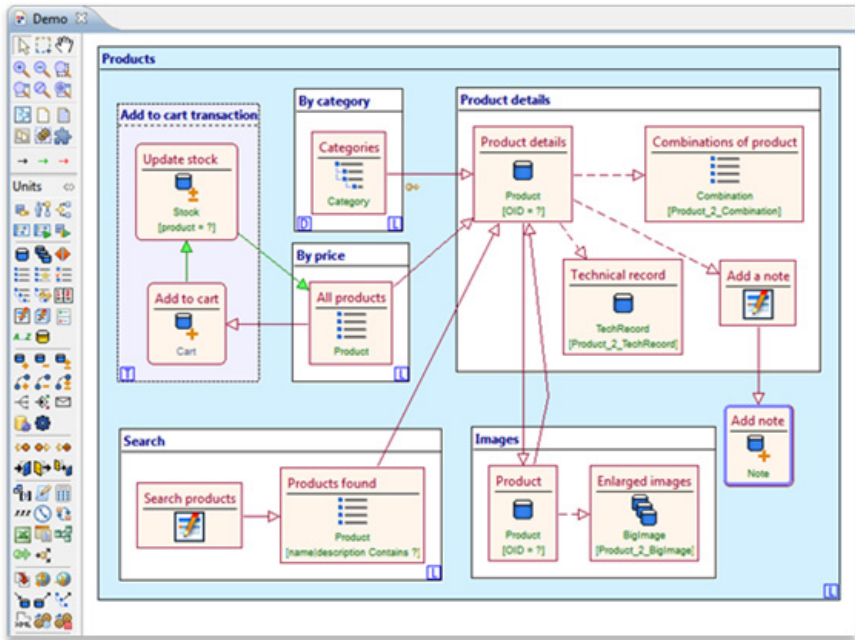 Demo
Units
A..Z
Products
Add to cart transaction
Update stock
Stock
[product = ?]
Add to cart
Cart
T
By category
Categories
Category
D
L
By price
All products
Product
L
Product details
Product details
Product
[OID = ?]
Combinations of product
Combination
[Product_2_Combination]
Technical record
TechRecord
[Product_2_TechRecord]
Add a note
Add note
Note
Search
Search products
Products found
Product
[name|description Contains ?]
L
Images
Product
Product
[OID = ?]
Enlarged images
BigImage
[Product_2_BigImage]
L